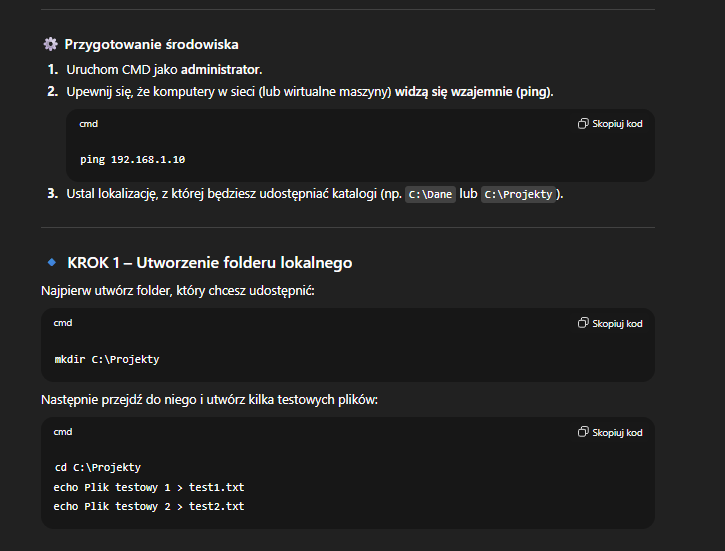 Przygotowanie środowiska
1. Uruchom CMD jako administrator.
2. Upewnij się, że komputery w sieci (lub wirtualne maszyny) widzą się wzajemnie (ping).
cmd
Skopiuj kod
ping 192.168.1.10
3. Ustal lokalizację, z której będziesz udostępniać katalogi (np. C:\Dane lub C:\Projekty).
KROK 1 – Utworzenie folderu lokalnego
Najpierw utwórz folder, który chcesz udostępnić:
cmd
Skopiuj kod
mkdir C:\Projekty
Następnie przejdź do niego i utwórz kilka testowych plików:
cmd
Skopiuj kod
cd C:\Projekty
echo Plik testowy 1 > test1.txt
echo Plik testowy 2 > test2.txt